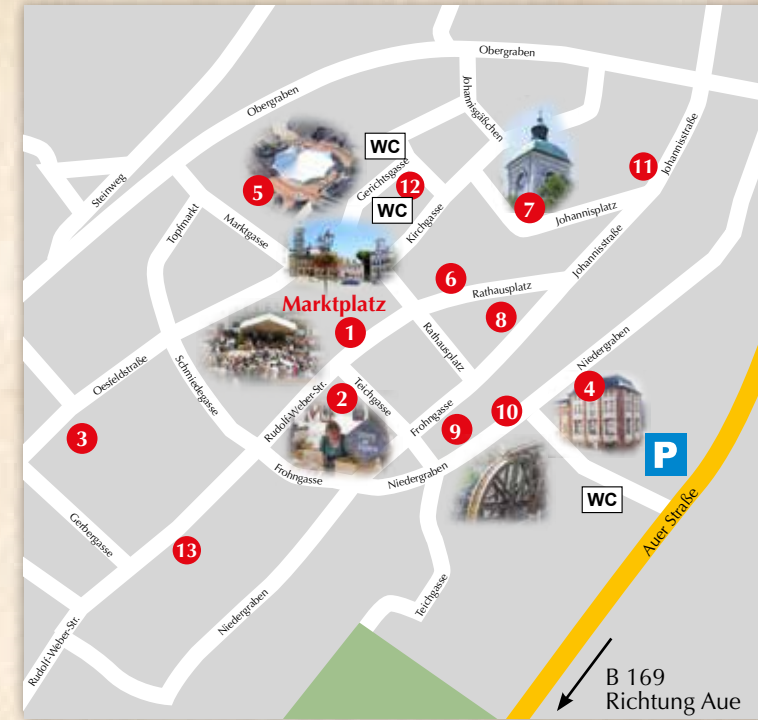 Obergraben
Obergraben
Johannisgäßchen
Johannisstraße
Steinweg
WC
Gerichtsgasse
12
WC
5
11
7
Johannisplatz
Topfmarkt
Marktgasse
Kirchgasse
Johannisstraße
6
Rathausplatz
8
Marktplatz
1
Rathausplatz
Niedergraben
Oesfeldstraße
Schmiedegasse
Rudolf-Weber-Str.
Teichgasse
2
4
3
Frohngasse
9
10
P
Frohngasse
Niedergraben
WC
Gerbergasse
13
Auer Straße
Niedergraben
Teichgasse
Rudolf-Weber-Str.
B 169
Richtung Aue